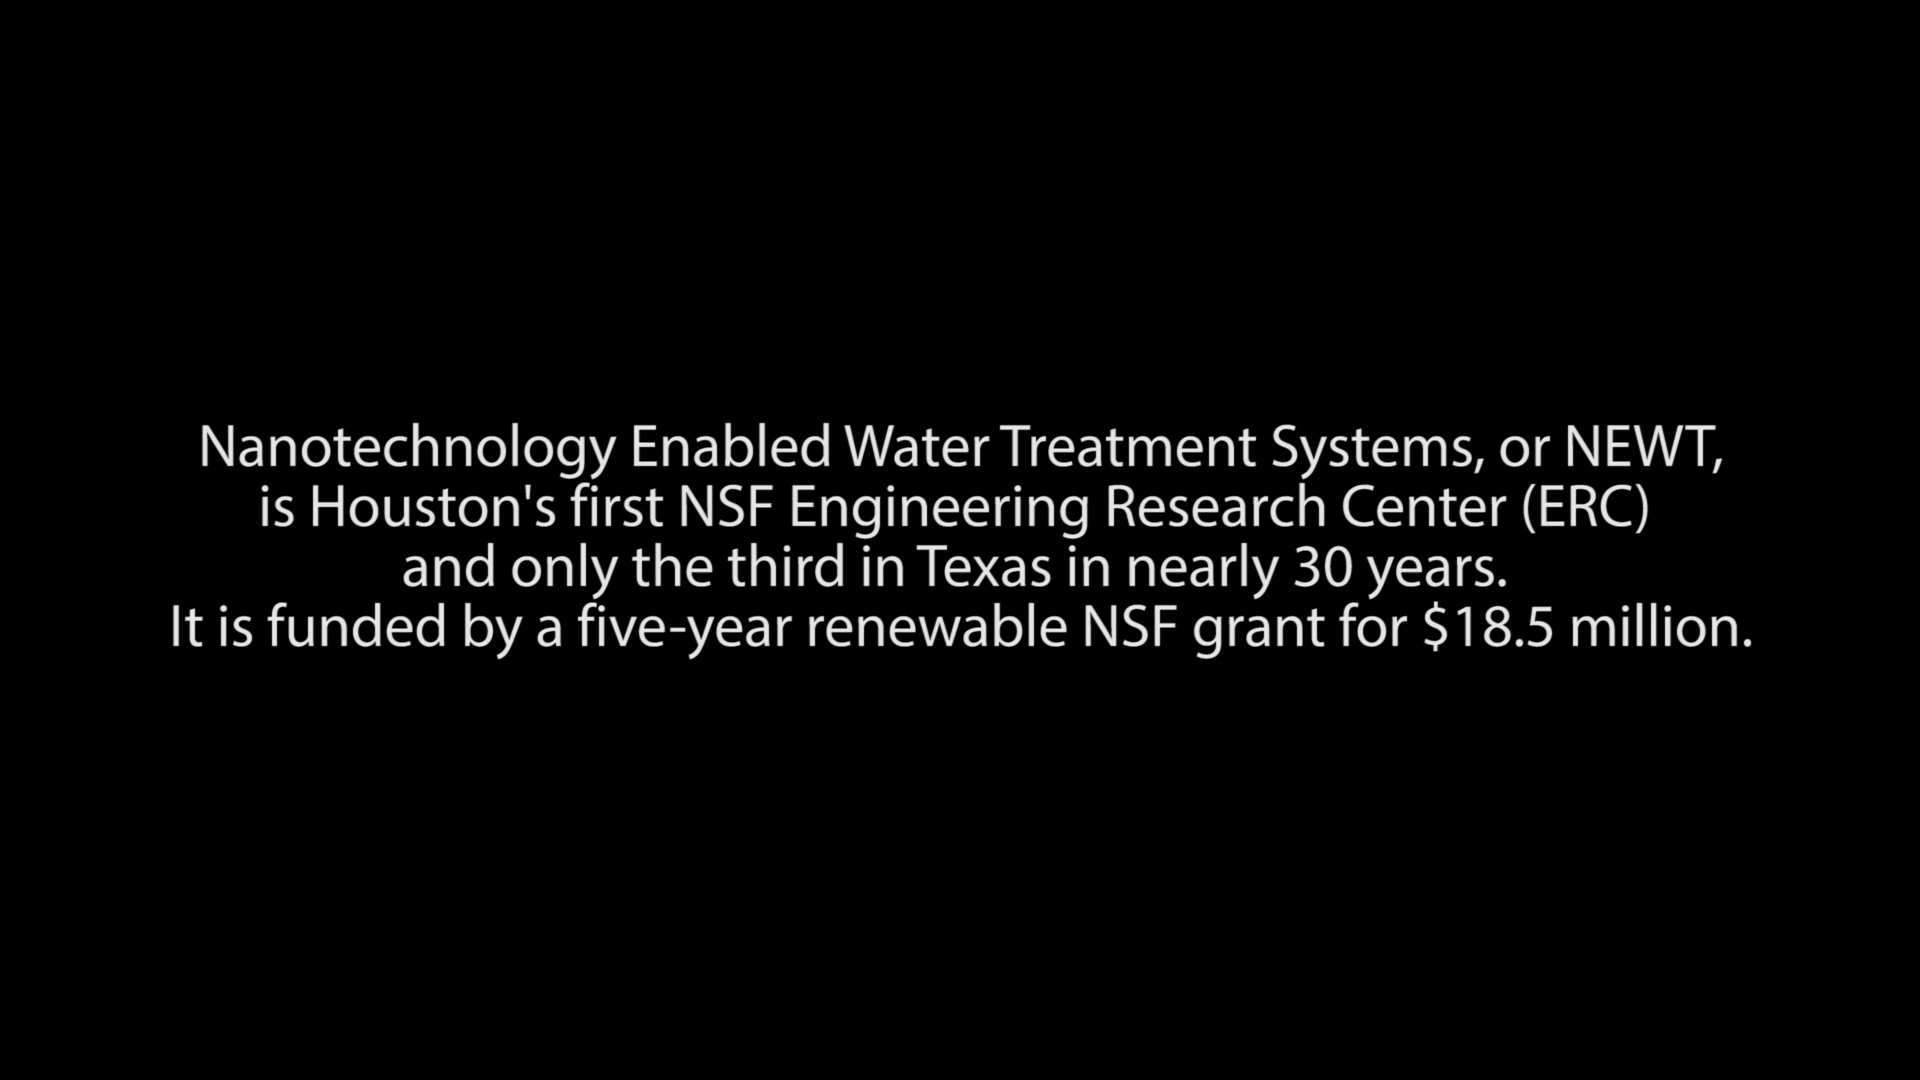 Nanotechnology Enabled Water Treatment Systems, or NEWT,
is Houston's first NSF Engineering Research Center (ERC)
and only the third in Texas in nearly 30 years.
It is funded by a five-year renewable NSF grant for $18.5 million.